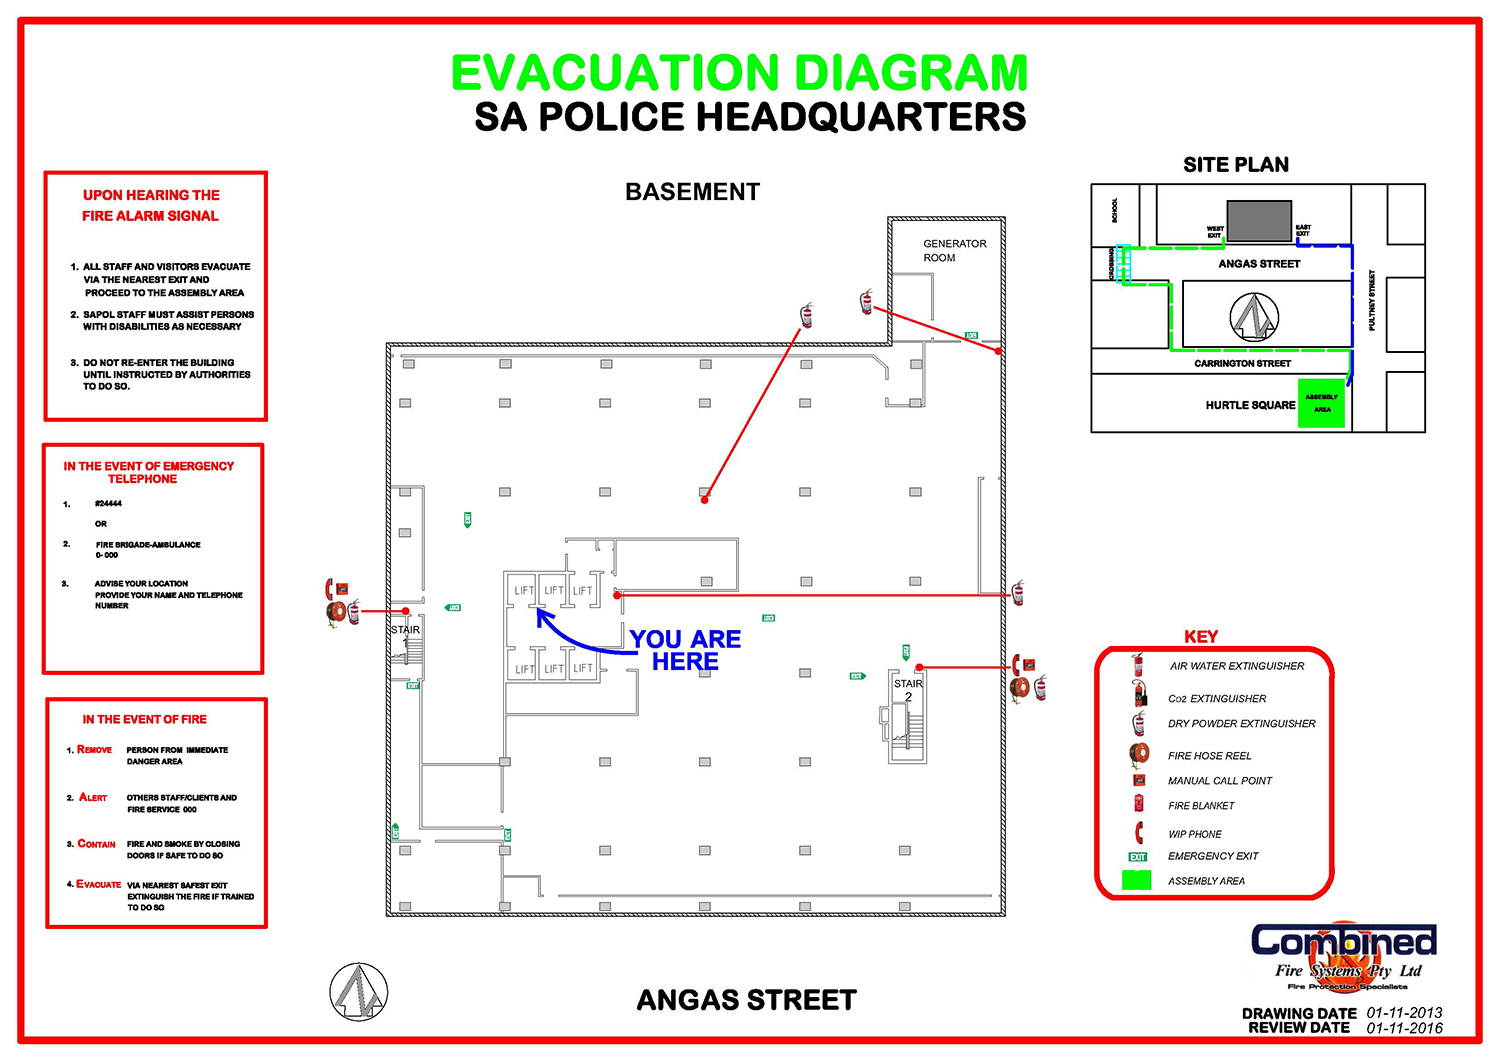 EVACUATION DIAGRAM
SA POLICE HEADQUARTERS
BASEMENT
UPON HEARING THE
FIRE ALARM SIGNAL
1. ALL STAFF AND VISITORS EVACUATE
VIA THE NEAREST EXIT AND
PROCEED TO THE ASSEMBLY AREA
2. SAPOL STAFF MUST ASSIST PERSONS
WITH DISABILITIES AS NECESSARY
3. DO NOT RE-ENTER THE BUILDING
UNTIL INSTRUCTED BY AUTHORITIES
TO DO SO.
IN THE EVENT OF EMERGENCY
TELEPHONE
1. #24444
OR
2. FIRE BRIGADE-AMBULANCE
0- 000
3. ADVISE YOUR LOCATION
PROVIDE YOUR NAME AND TELEPHONE
NUMBER
IN THE EVENT OF FIRE
1. REMOVE PERSON FROM IMMEDIATE
DANGER AREA
2. ALERT OTHERS STAFF/CLIENTS AND
FIRE SERVICE 000
3. CONTAIN FIRE AND SMOKE BY CLOSING
DOORS IF SAFE TO DO SO
4. EVACUATE VIA NEAREST SAFEST EXIT
EXTINGUISH THE FIRE IF TRAINED
TO DO SO
GENERATOR
ROOM
EXIT
EXIT
LIFT LIFT LIFT
EXIT
EXIT
STAIR
1
YOU ARE
HERE
LIFT LIFT LIFT
EXIT
EXIT
EXIT
STAIR
2
EXIT
EXIT
ANGAS STREET
SITE PLAN
SCHOOL
WEST
EXIT
EAST
EXIT
CROSSING
ANGAS STREET
PULTNEY STREET
CARRINGTON STREET
HURTLE SQUARE
ASSEMBLY
AREA
KEY
AIR WATER EXTINGUISHER
CO2 EXTINGUISHER
DRY POWDER EXTINGUISHER
FIRE HOSE REEL
MANUAL CALL POINT
FIRE BLANKET
WIP PHONE
EXIT EMERGENCY EXIT
ASSEMBLY AREA
Combined
Fire Systems Pty Ltd
Fire Protection Specialists
DRAWING DATE 01-11-2013
REVIEW DATE 01-11-2016